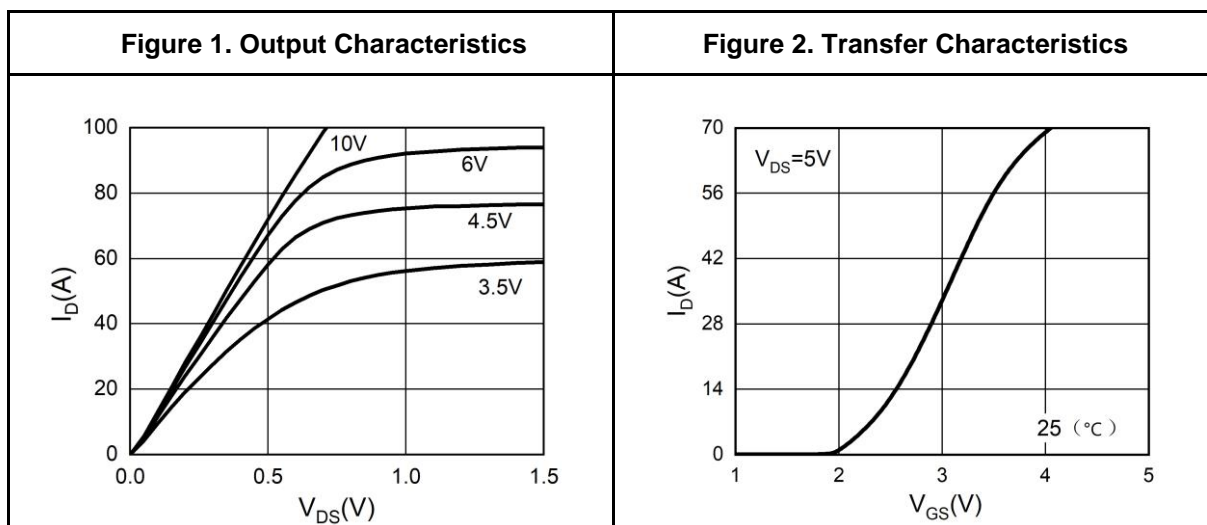 Figure 1. Output Characteristics
Figure 2. Transfer Characteristics
100
80
60
40
20
0
I_D(A)
10V
6V
4.5V
3.5V
0.0
0.5
1.0
1.5
V_DS(V)
70
56
42
28
14
0
I_D(A)
V_DS=5V
25（℃）
1
2
3
4
5
V_GS(V)